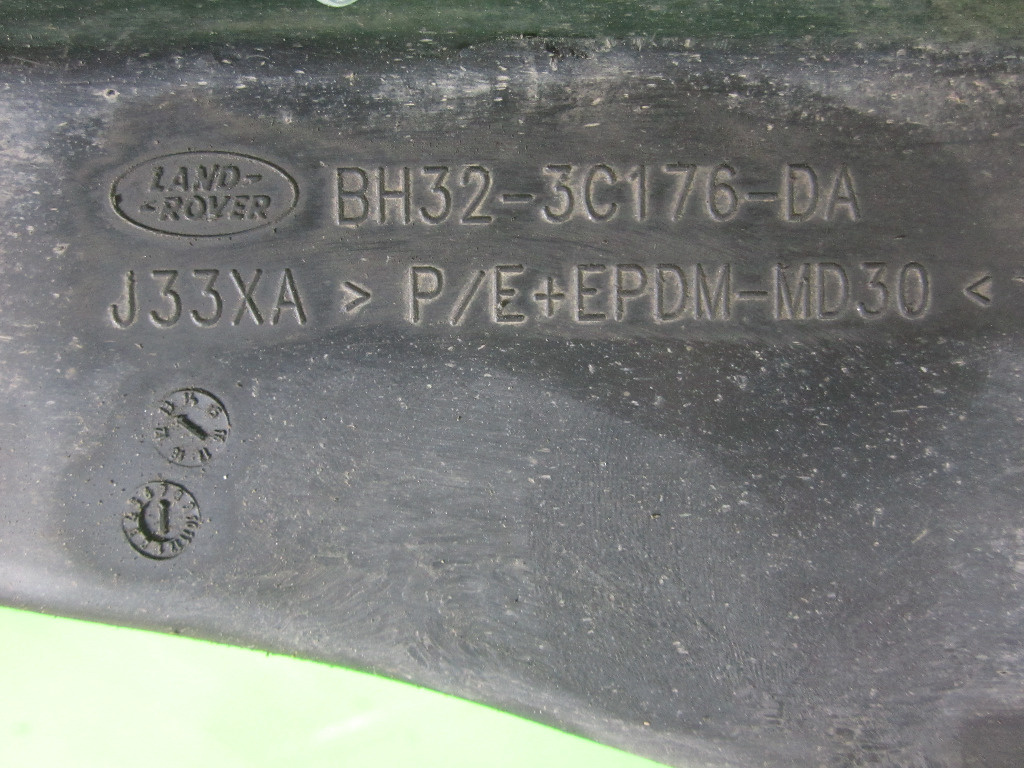 LAND-
-ROVER
BH32-3C176-DA
J33XA > P/E+EPDM-MD30 <